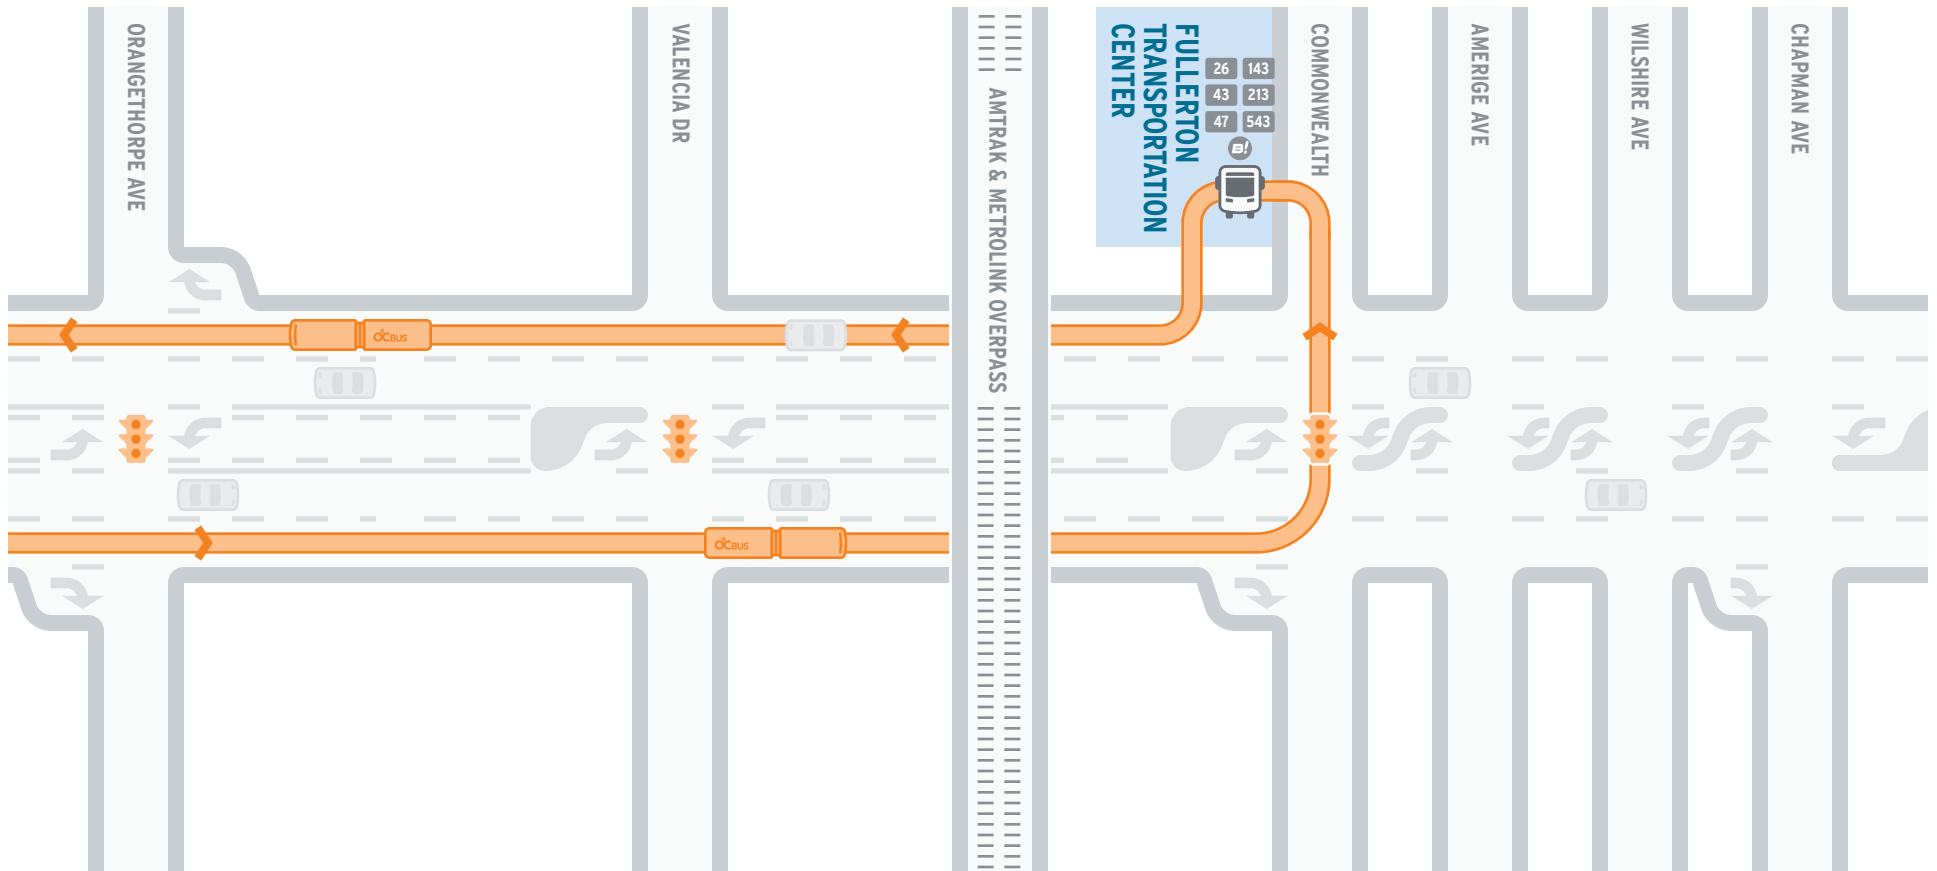 ORANGETHORPE AVE
VALENCIA DR
AMTRAK & METROLINK OVERPASS
FULLERTON
TRANSPORTATION
CENTER
26 143
43 213
47 543
B!
COMMONWEALTH
AMERIGE AVE
WILSHIRE AVE
CHAPMAN AVE
OCBUS
OCBUS